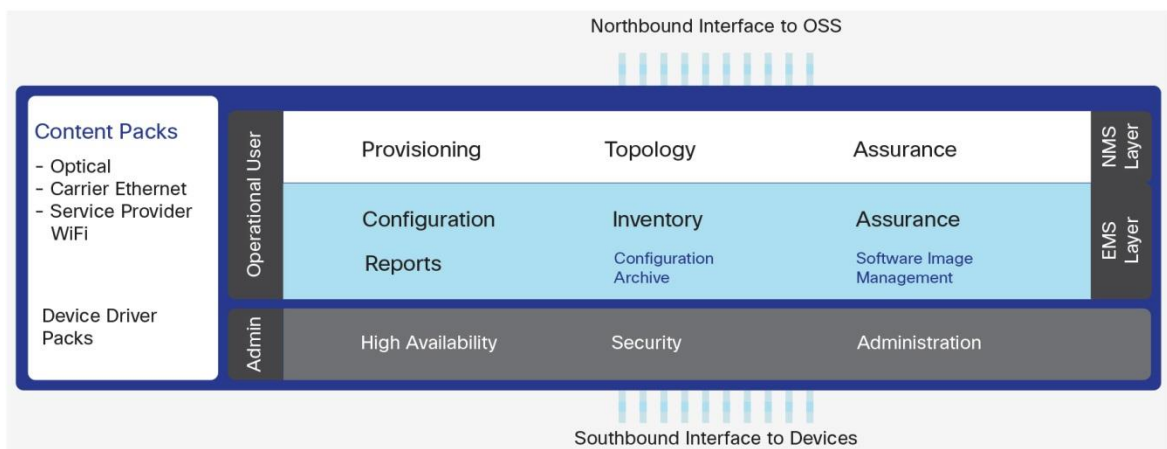 Northbound Interface to OSS
Content Packs
- Optical
- Carrier Ethernet
- Service Provider
WiFi
Device Driver
Packs
Operational User
Provisioning
Topology
Assurance
NMS
Layer
Configuration
Inventory
Assurance
Reports
Configuration
Archive
Software Image
Management
EMS
Layer
Admin
High Availability
Security
Administration
Southbound Interface to Devices